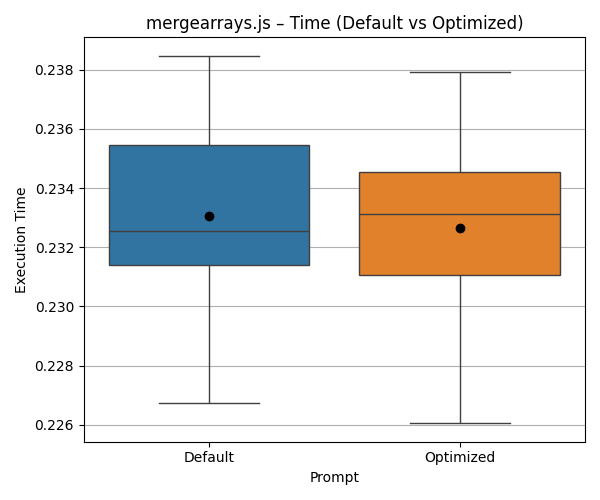 mergearrays.js – Time (Default vs Optimized)
Execution Time
0.238
0.236
0.234
0.232
0.230
0.228
0.226
Default
Optimized
Prompt